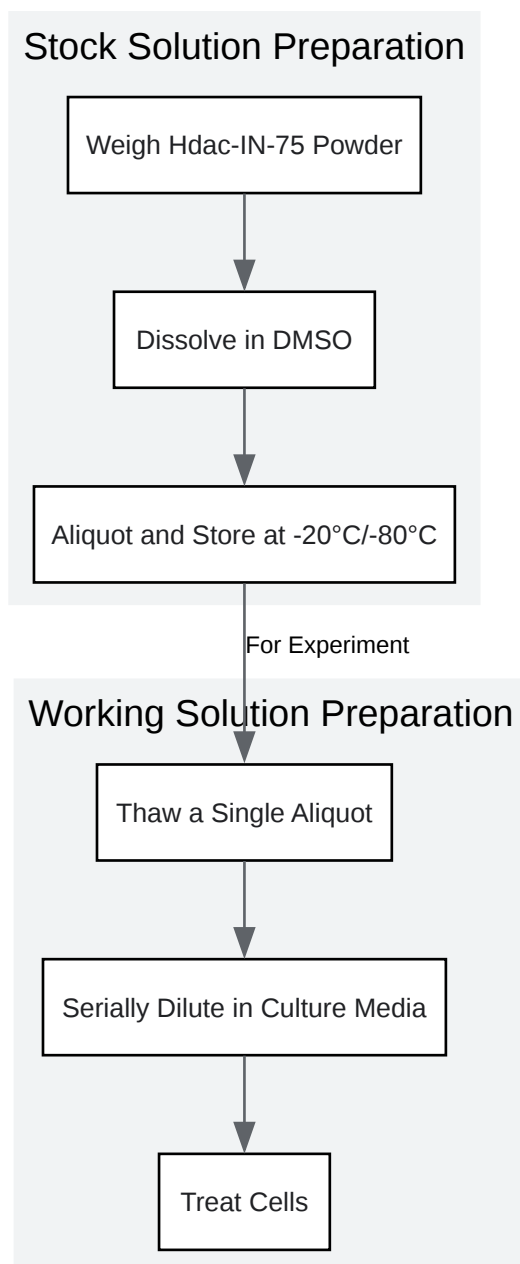 Stock Solution Preparation
Weigh Hdac-IN-75 Powder
Dissolve in DMSO
Aliquot and Store at -20°C/-80°C
For Experiment
Working Solution Preparation
Thaw a Single Aliquot
Serially Dilute in Culture Media
Treat Cells